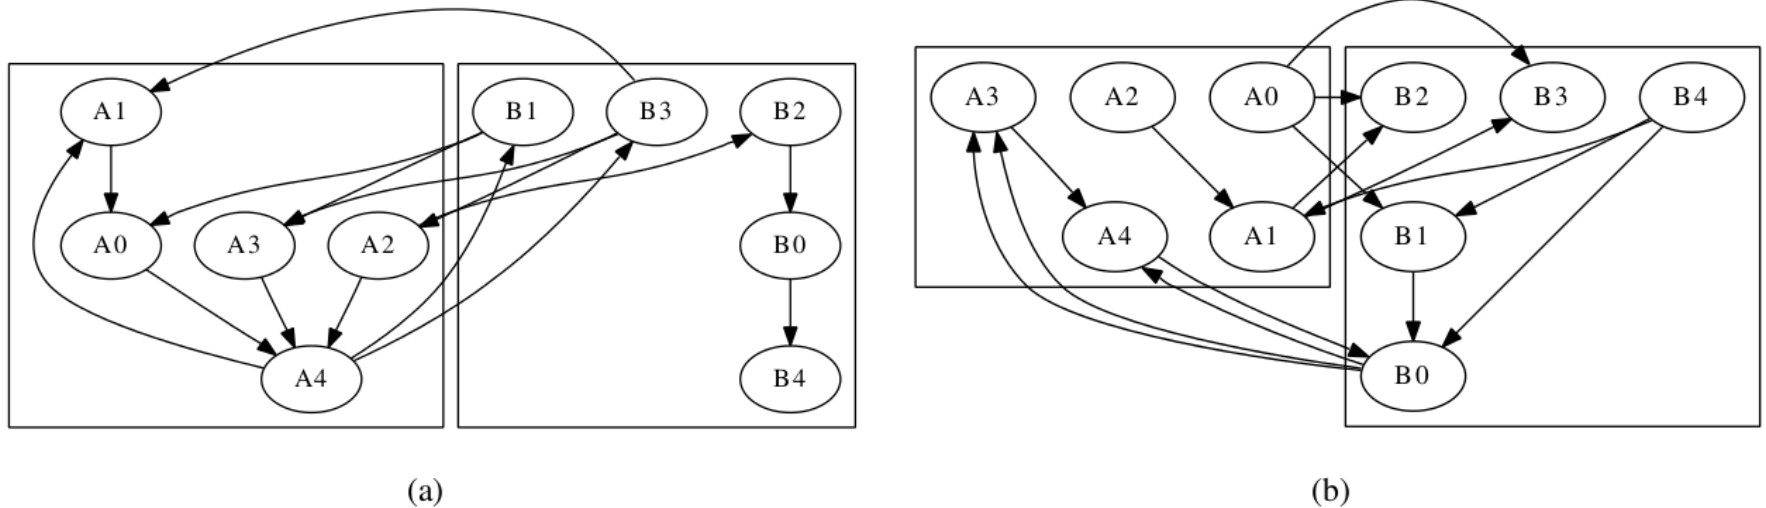 A1 B1 B3 B2
A0 A3 A2 B0
A4 B4
(a)
A3 A2 A0 B2 B3 B4
A4 A1 B1
B0
(b)